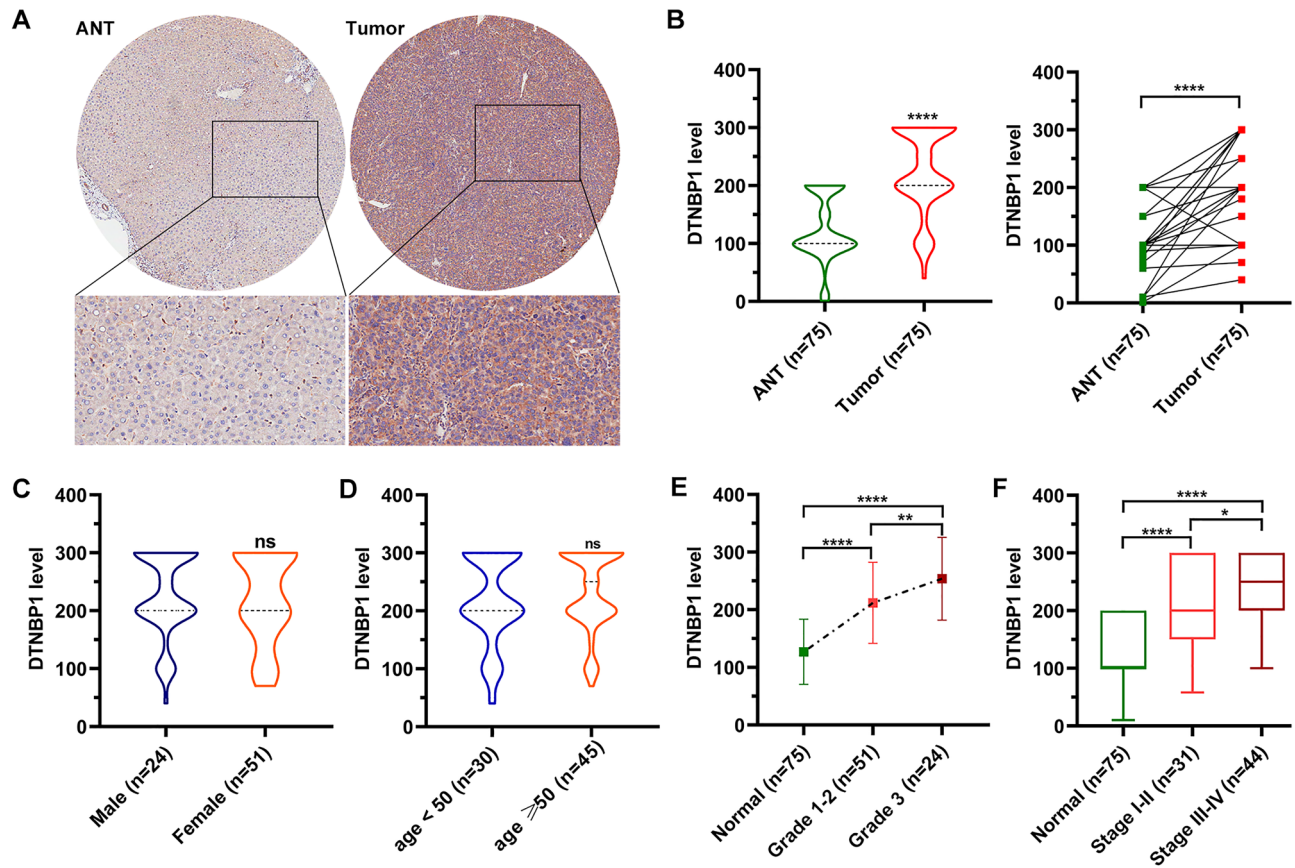 A
ANT
Tumor
B
DTNBP1 level
400
300
200
100
0
****
ANT (n=75)
Tumor (n=75)
DTNBP1 level
400
300
200
100
0
****
ANT (n=75)
Tumor (n=75)
C
DTNBP1 level
400
300
200
100
0
ns
Male (n=24)
Female (n=51)
D
DTNBP1 level
400
300
200
100
0
ns
age < 50 (n=30)
age ⩾50 (n=45)
E
DTNBP1 level
400
300
200
100
0
****
**
****
Normal (n=75)
Grade 1-2 (n=51)
Grade 3 (n=24)
F
DTNBP1 level
400
300
200
100
0
****
*
****
Normal (n=75)
Stage I-II (n=31)
Stage III-IV (n=44)